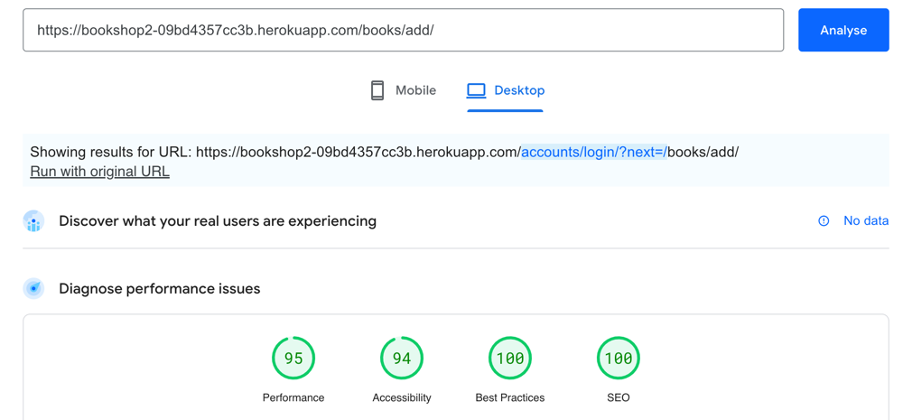 https://bookshop2-09bd4357cc3b.herokuapp.com/books/add/
Analyse
Mobile
Desktop
Showing results for URL: https://bookshop2-09bd4357cc3b.herokuapp.com/accounts/login/?next=/books/add/
Run with original URL
Discover what your real users are experiencing
No data
Diagnose performance issues
95
94
100
100
Performance
Accessibility
Best Practices
SEO